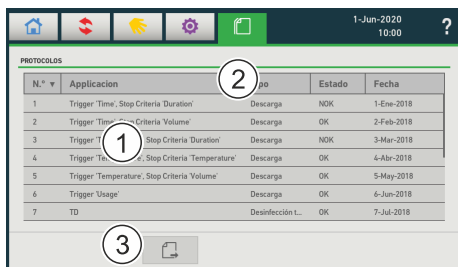 1-Jun-2020
10:00
?
PROTOCOLOS
N.° ▼ Applicacion 2 Estado Fecha
1 Trigger 'Time', Stop Criteria 'Duration' Descarga NOK 1-Ene-2018
2 Trigger Stop Criteria 'Volume' Descarga OK 2-Feb-2018
3 Trigger Stop Criteria 'Duration' Descarga NOK 3-Mar-2018
4 Trigger Stop Criteria 'Temperature' Descarga OK 4-Abr-2018
5 Trigger 'Temperature', Stop Criteria 'Volume' Descarga OK 5-May-2018
6 Trigger 'Usage' Descarga OK 6-Jun-2018
7 TD Desinfección t... OK 7-Jul-2018
1
3